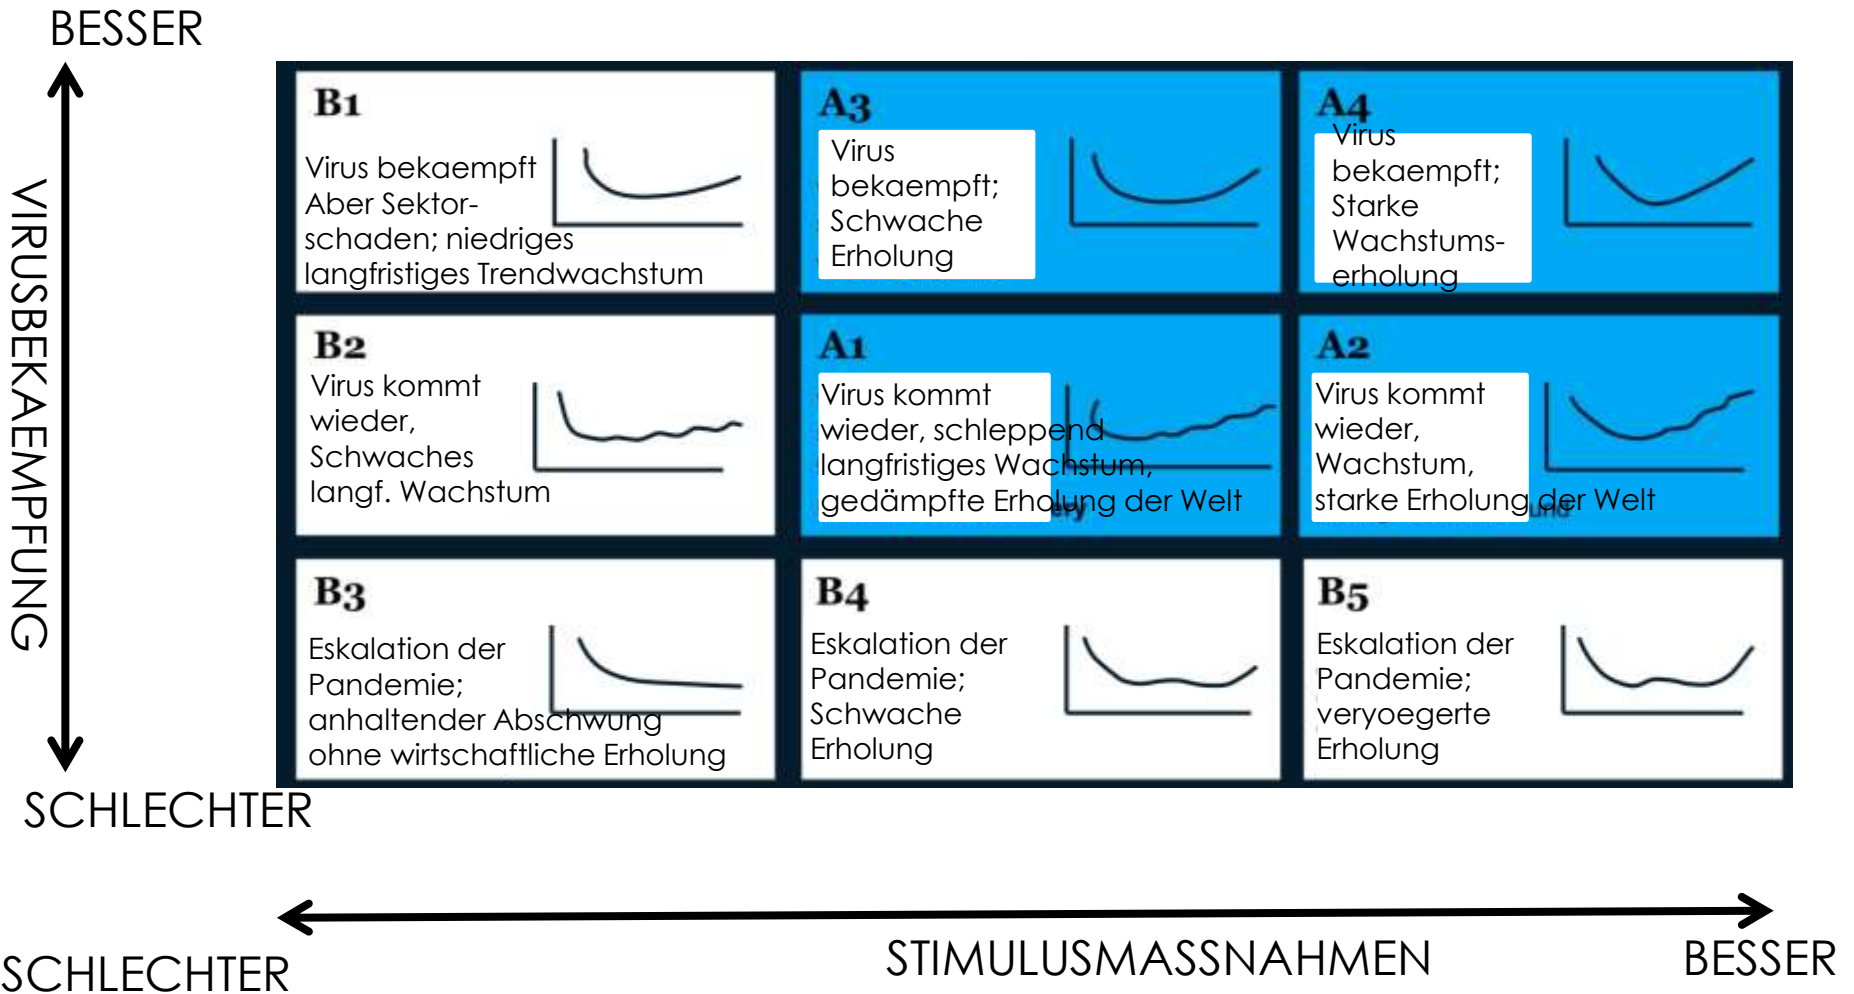 BESSER
VIRUSBEKAEMPFUNG
B1
Virus bekaempft
Aber Sektor-
schaden; niedriges
langfristiges Trendwachstum
A3
Virus
bekaempft;
Schwache
Erholung
A4
Virus
bekaempft;
Starke
Wachstums-
erholung
B2
Virus kommt
wieder,
Schwaches
langf. Wachstum
A1
Virus kommt
wieder, schleppend
langfristiges Wachstum,
gedämpfte Erholung der Welt
A2
Virus kommt
wieder,
Wachstum,
starke Erholung der Welt
B3
Eskalation der
Pandemie;
anhaltender Abschwung
ohne wirtschaftliche Erholung
B4
Eskalation der
Pandemie;
Schwache
Erholung
B5
Eskalation der
Pandemie;
veryoegerte
Erholung
SCHLECHTER
SCHLECHTER
STIMULUSMASSNAHMEN
BESSER